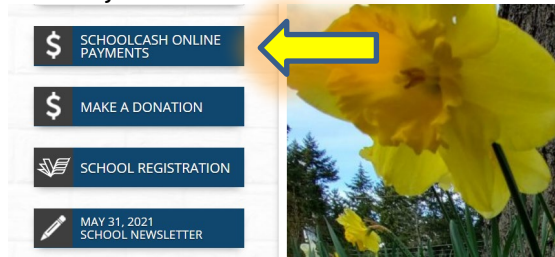 $ SCHOOLCASH ONLINE
PAYMENTS
$ MAKE A DONATION
SCHOOL REGISTRATION
MAY 31, 2021
SCHOOL NEWSLETTER